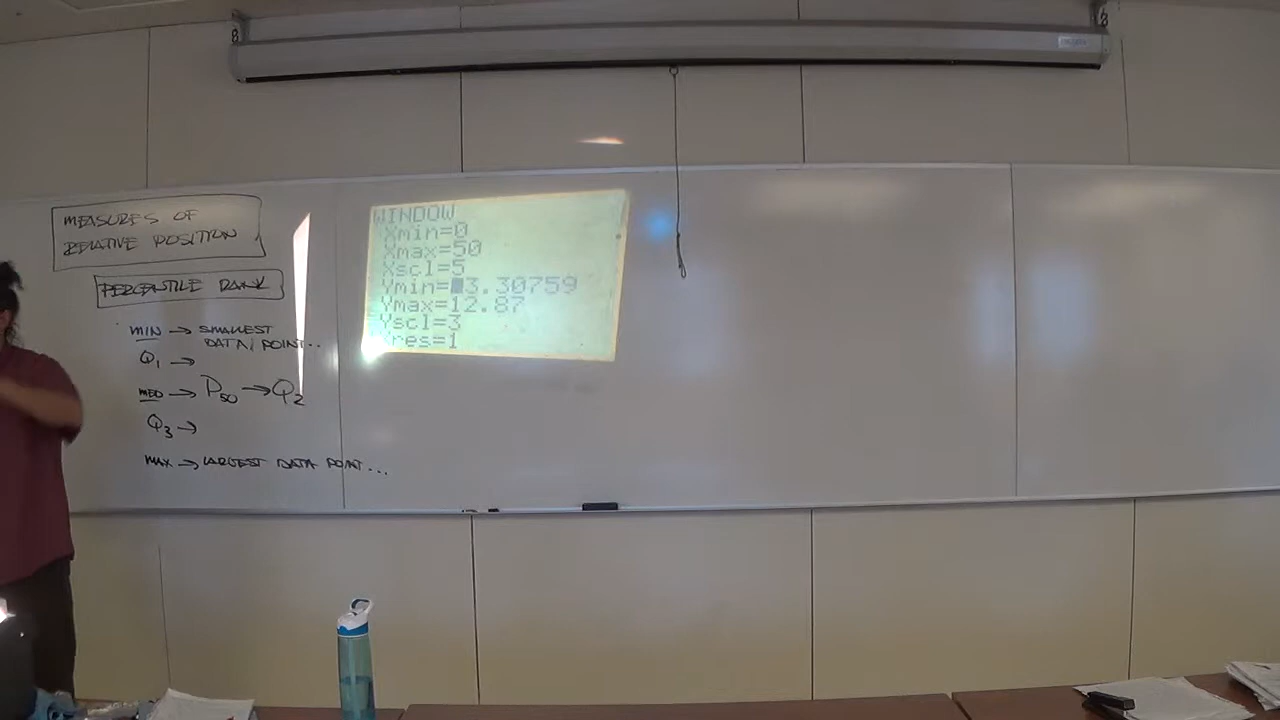 MEASURES OF
RELATIVE POSITION
PERCENTILE RANK
MIN → SMALLEST
DATA POINT...
Q1 →
MED → P50 → Q2
Q3 →
MAX → LARGEST DATA POINT...
WINDOW
Xmin=0
Xmax=50
Xscl=5
Ymin=█3.30759
Ymax=12.87
Yscl=3
Xres=1